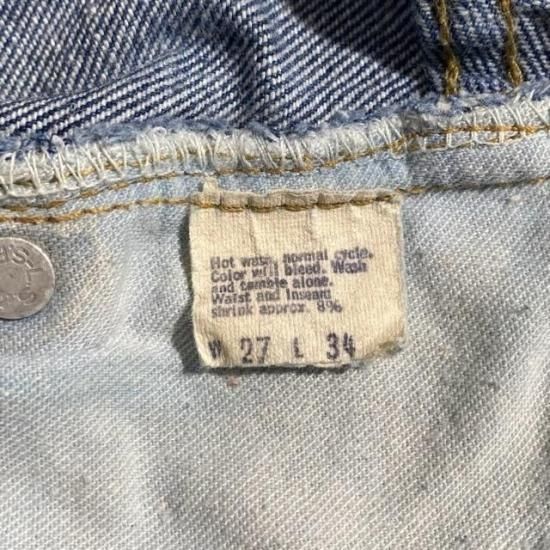 Hot wash, normal cycle.
Color will bleed. Wash
and tumble alone.
Waist and Inseam
shrink approx. 8%
W 27 L 34